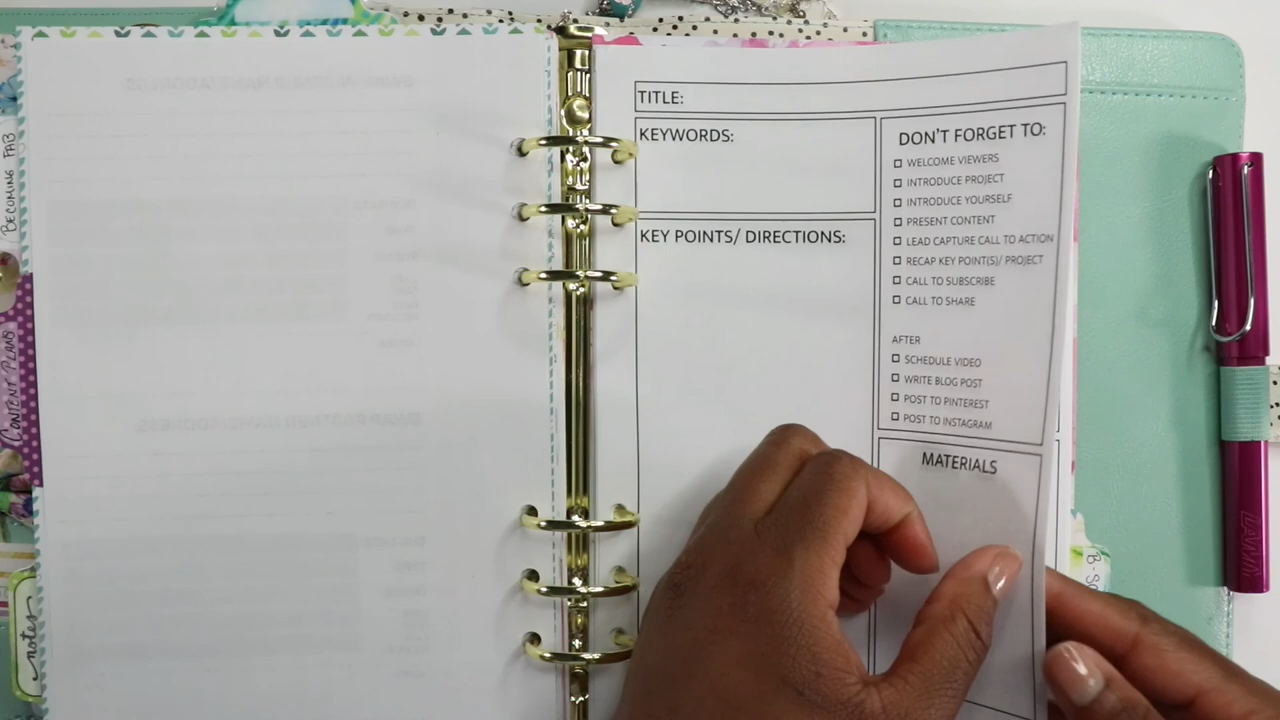 BECOMING FAB
CONTENT PLANS
notes
TITLE:
KEYWORDS:
KEY POINTS/ DIRECTIONS:
DON'T FORGET TO:
WELCOME VIEWERS
INTRODUCE PROJECT
INTRODUCE YOURSELF
PRESENT CONTENT
LEAD CAPTURE CALL TO ACTION
RECAP KEY POINT(S)/ PROJECT
CALL TO SUBSCRIBE
CALL TO SHARE
AFTER
SCHEDULE VIDEO
WRITE BLOG POST
POST TO PINTEREST
POST TO INSTAGRAM
MATERIALS
LAMY